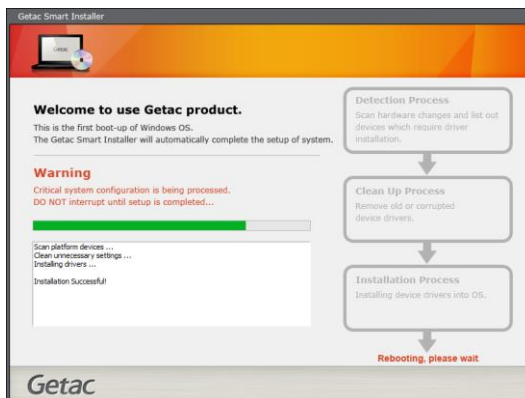 Getac Smart Installer
Getac
Welcome to use Getac product.
This is the first boot-up of Windows OS.
The Getac Smart Installer will automatically complete the setup of system.
Warning
Critical system configuration is being processed.
DO NOT interrupt until setup is completed...
Scan platform devices ...
Clean unnecessary settings ...
Installing drivers ...
Installation Successful!
Detection Process
Scan hardware changes and list out
devices which require driver
installation.
Clean Up Process
Remove old or corrupted
device drivers.
Installation Process
Installing device drivers into OS.
Rebooting, please wait
Getac